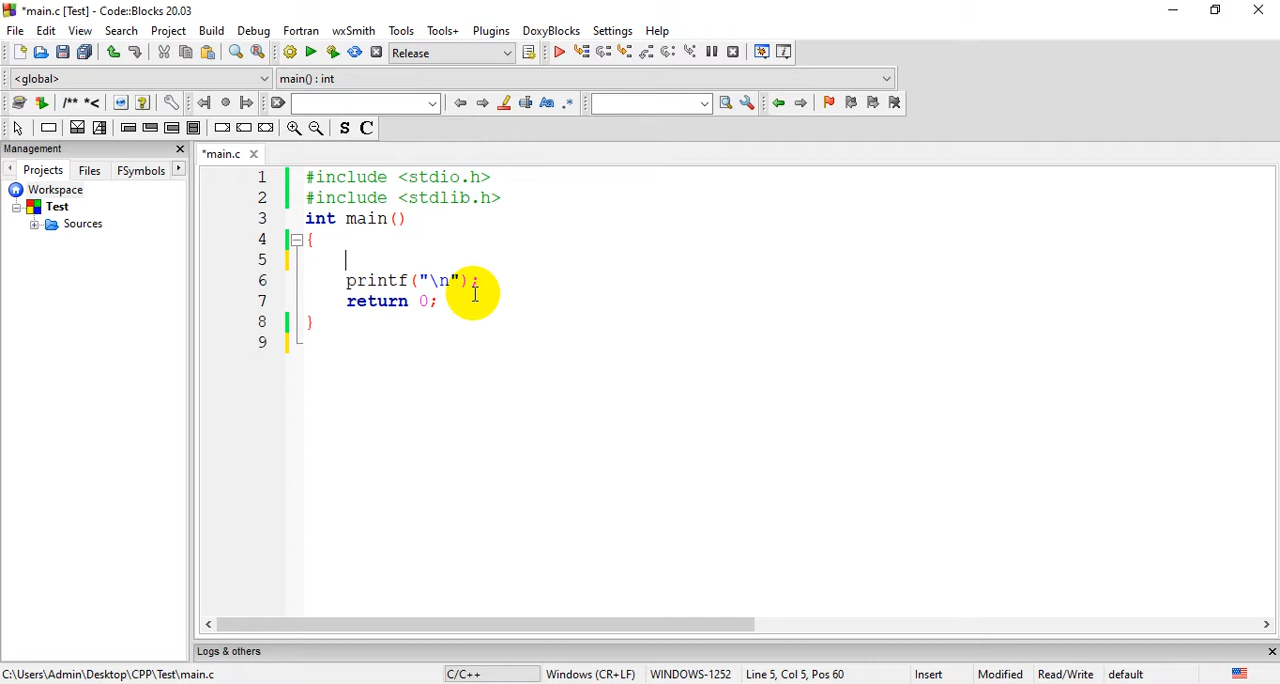 *main.c [Test] - Code::Blocks 20.03
File Edit View Search Project Build Debug Fortran wxSmith Tools Tools+ Plugins DoxyBlocks Settings Help
Release
<global> main() : int
/** *< Aa .*
S C
Management
*main.c
Projects Files FSymbols
Workspace
Test
Sources
1 #include <stdio.h>
2 #include <stdlib.h>
3 int main()
4 {
5
6 printf("\n");
7 return 0;
8 }
9
Logs & others
C:\Users\Admin\Desktop\CPP\Test\main.c C/C++ Windows (CR+LF) WINDOWS-1252 Line 5, Col 5, Pos 60 Insert Modified Read/Write default